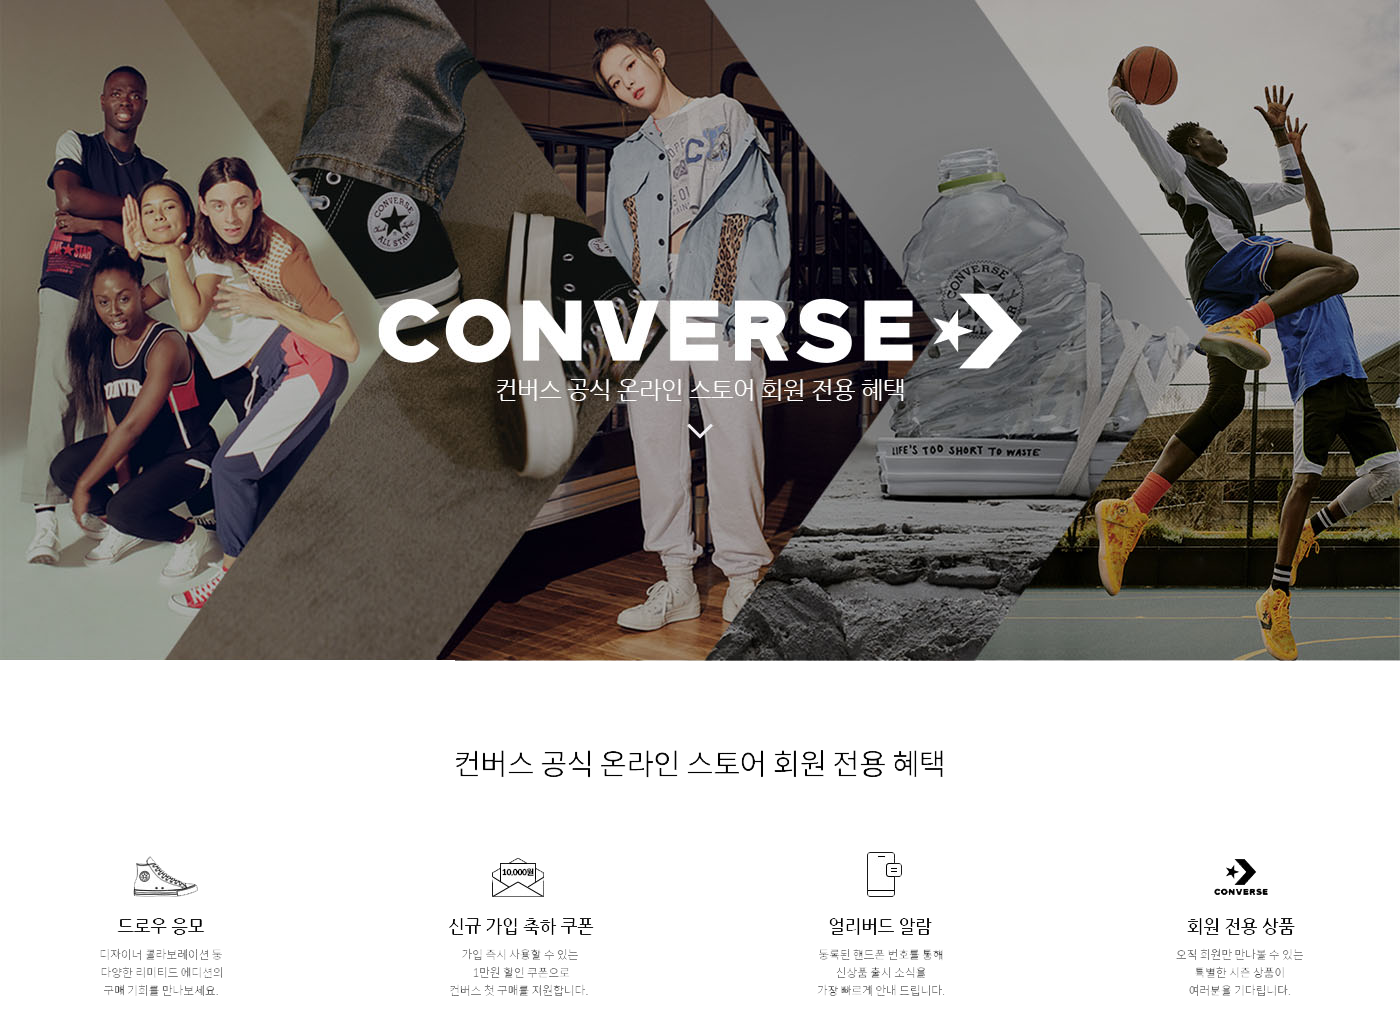 CONVERSE
컨버스 공식 온라인 스토어 회원 전용 혜택
CONVERSE
ALL STAR
CONVERSE
LIFE'S TOO SHORT TO WASTE
컨버스 공식 온라인 스토어 회원 전용 혜택
10,000원
CONVERSE
드로우 응모
신규 가입 축하 쿠폰
얼리버드 알람
회원 전용 상품
디자이너 콜라보레이션 등
다양한 리미티드 에디션의
구매 기회를 만나보세요.
가입 즉시 사용할 수 있는
1만원 할인 쿠폰으로
컨버스 첫 구매를 지원합니다.
등록된 핸드폰 번호를 통해
신상품 출시 소식을
가장 빠르게 안내 드립니다.
오직 회원만 만나볼 수 있는
특별한 시즌 상품이
여러분을 기다립니다.